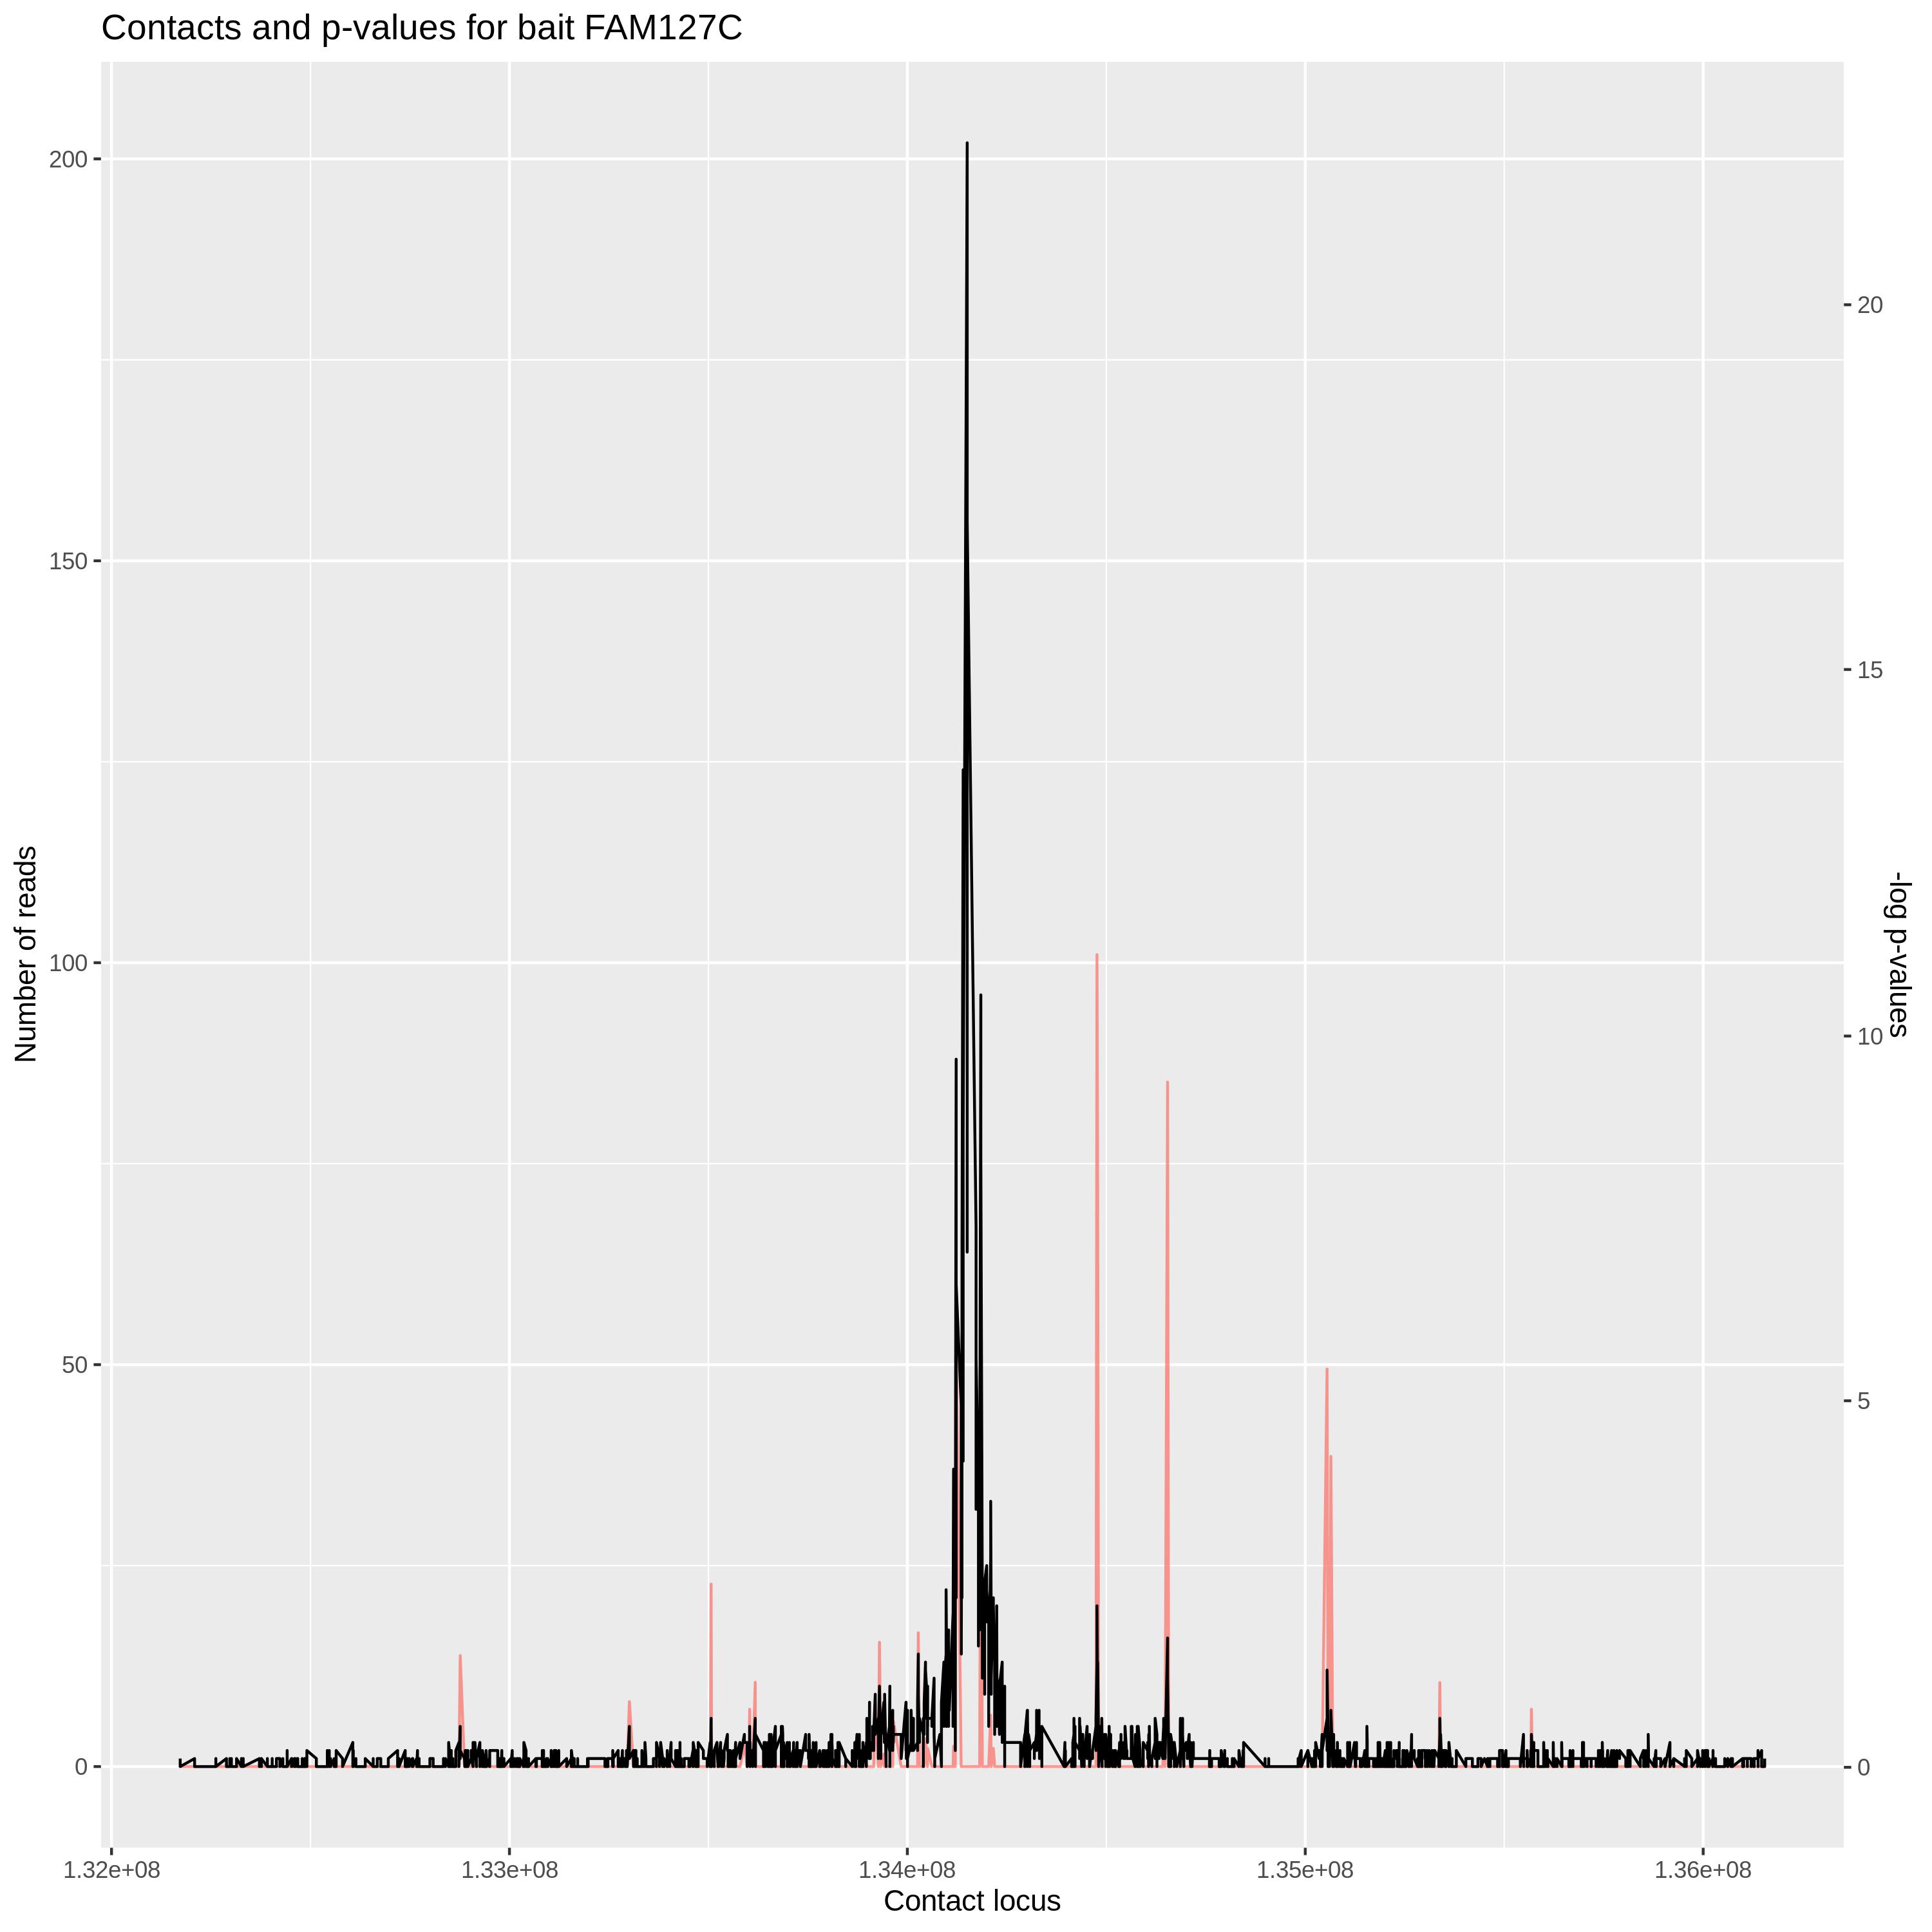 Contacts and p-values for bait FAM127C
200
150
100
50
0
Number of reads
20
15
10
5
0
-log p-values
1.32e+08 1.33e+08 1.34e+08 1.35e+08 1.36e+08
Contact locus